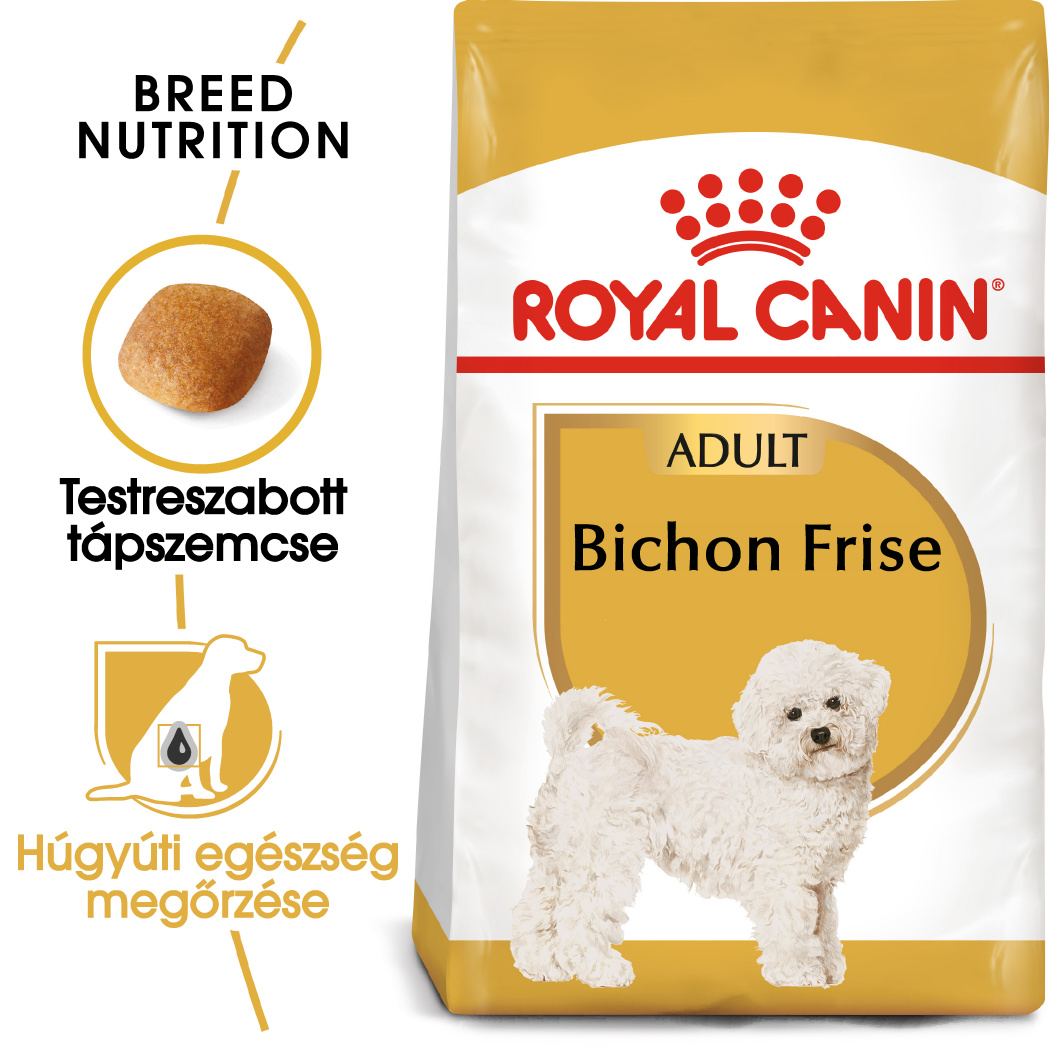 BREED
NUTRITION
Testreszabott
tápszemcse
Húgyúti egészség
megőrzése
ROYAL CANIN®
ADULT
Bichon Frise